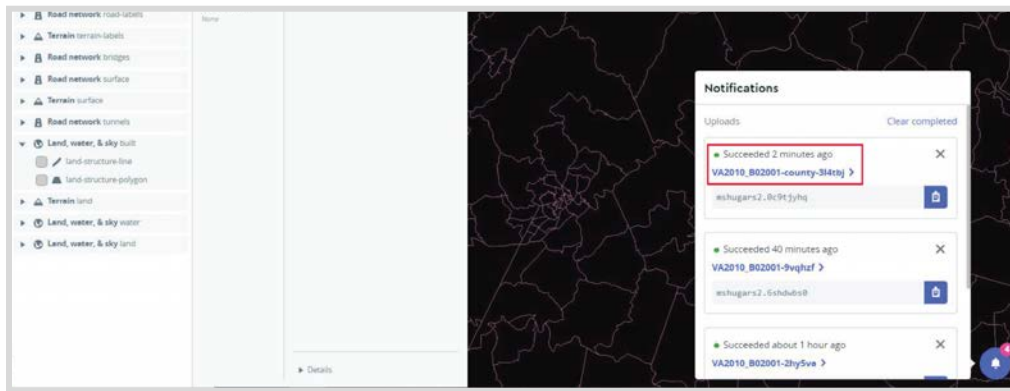 Road network road-labels
Terrain terrain-labels
Road network bridges
Road network surface
Terrain surface
Road network tunnels
Land, water, & sky built
land-structure-line
land-structure-polygon
Terrain land
Land, water, & sky water
Land, water, & sky land
None
Details
Notifications
Uploads Clear completed
Succeeded 2 minutes ago
VA2010_B02001-county-3l4tbj
mshugars2.0c9tjyhq
Succeeded 40 minutes ago
VA2010_B02001-9vqhzf
mshugars2.6shdwbs0
Succeeded about 1 hour ago
VA2010_B02001-2hy5va
4